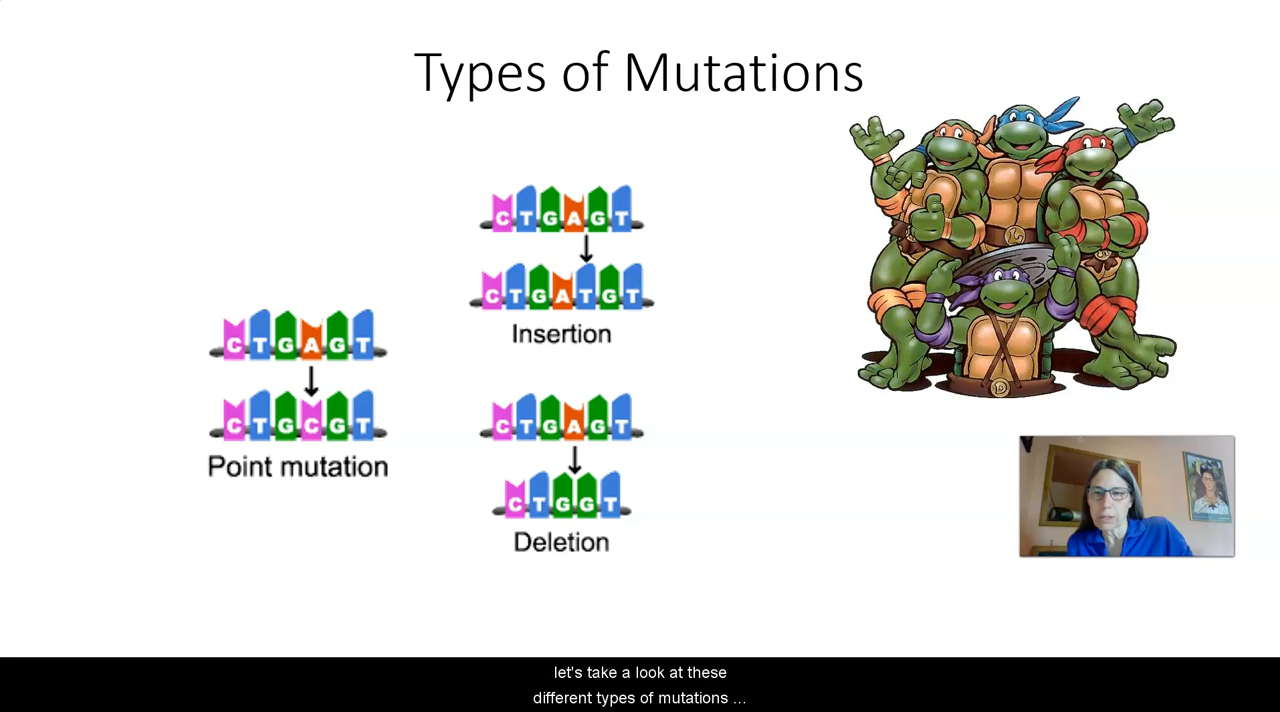 Types of Mutations
CTGAGT
CTGCGT
Point mutation
CTGAGT
CTGATGT
Insertion
CTGAGT
CTGGT
Deletion
D
let's take a look at these
different types of mutations ...